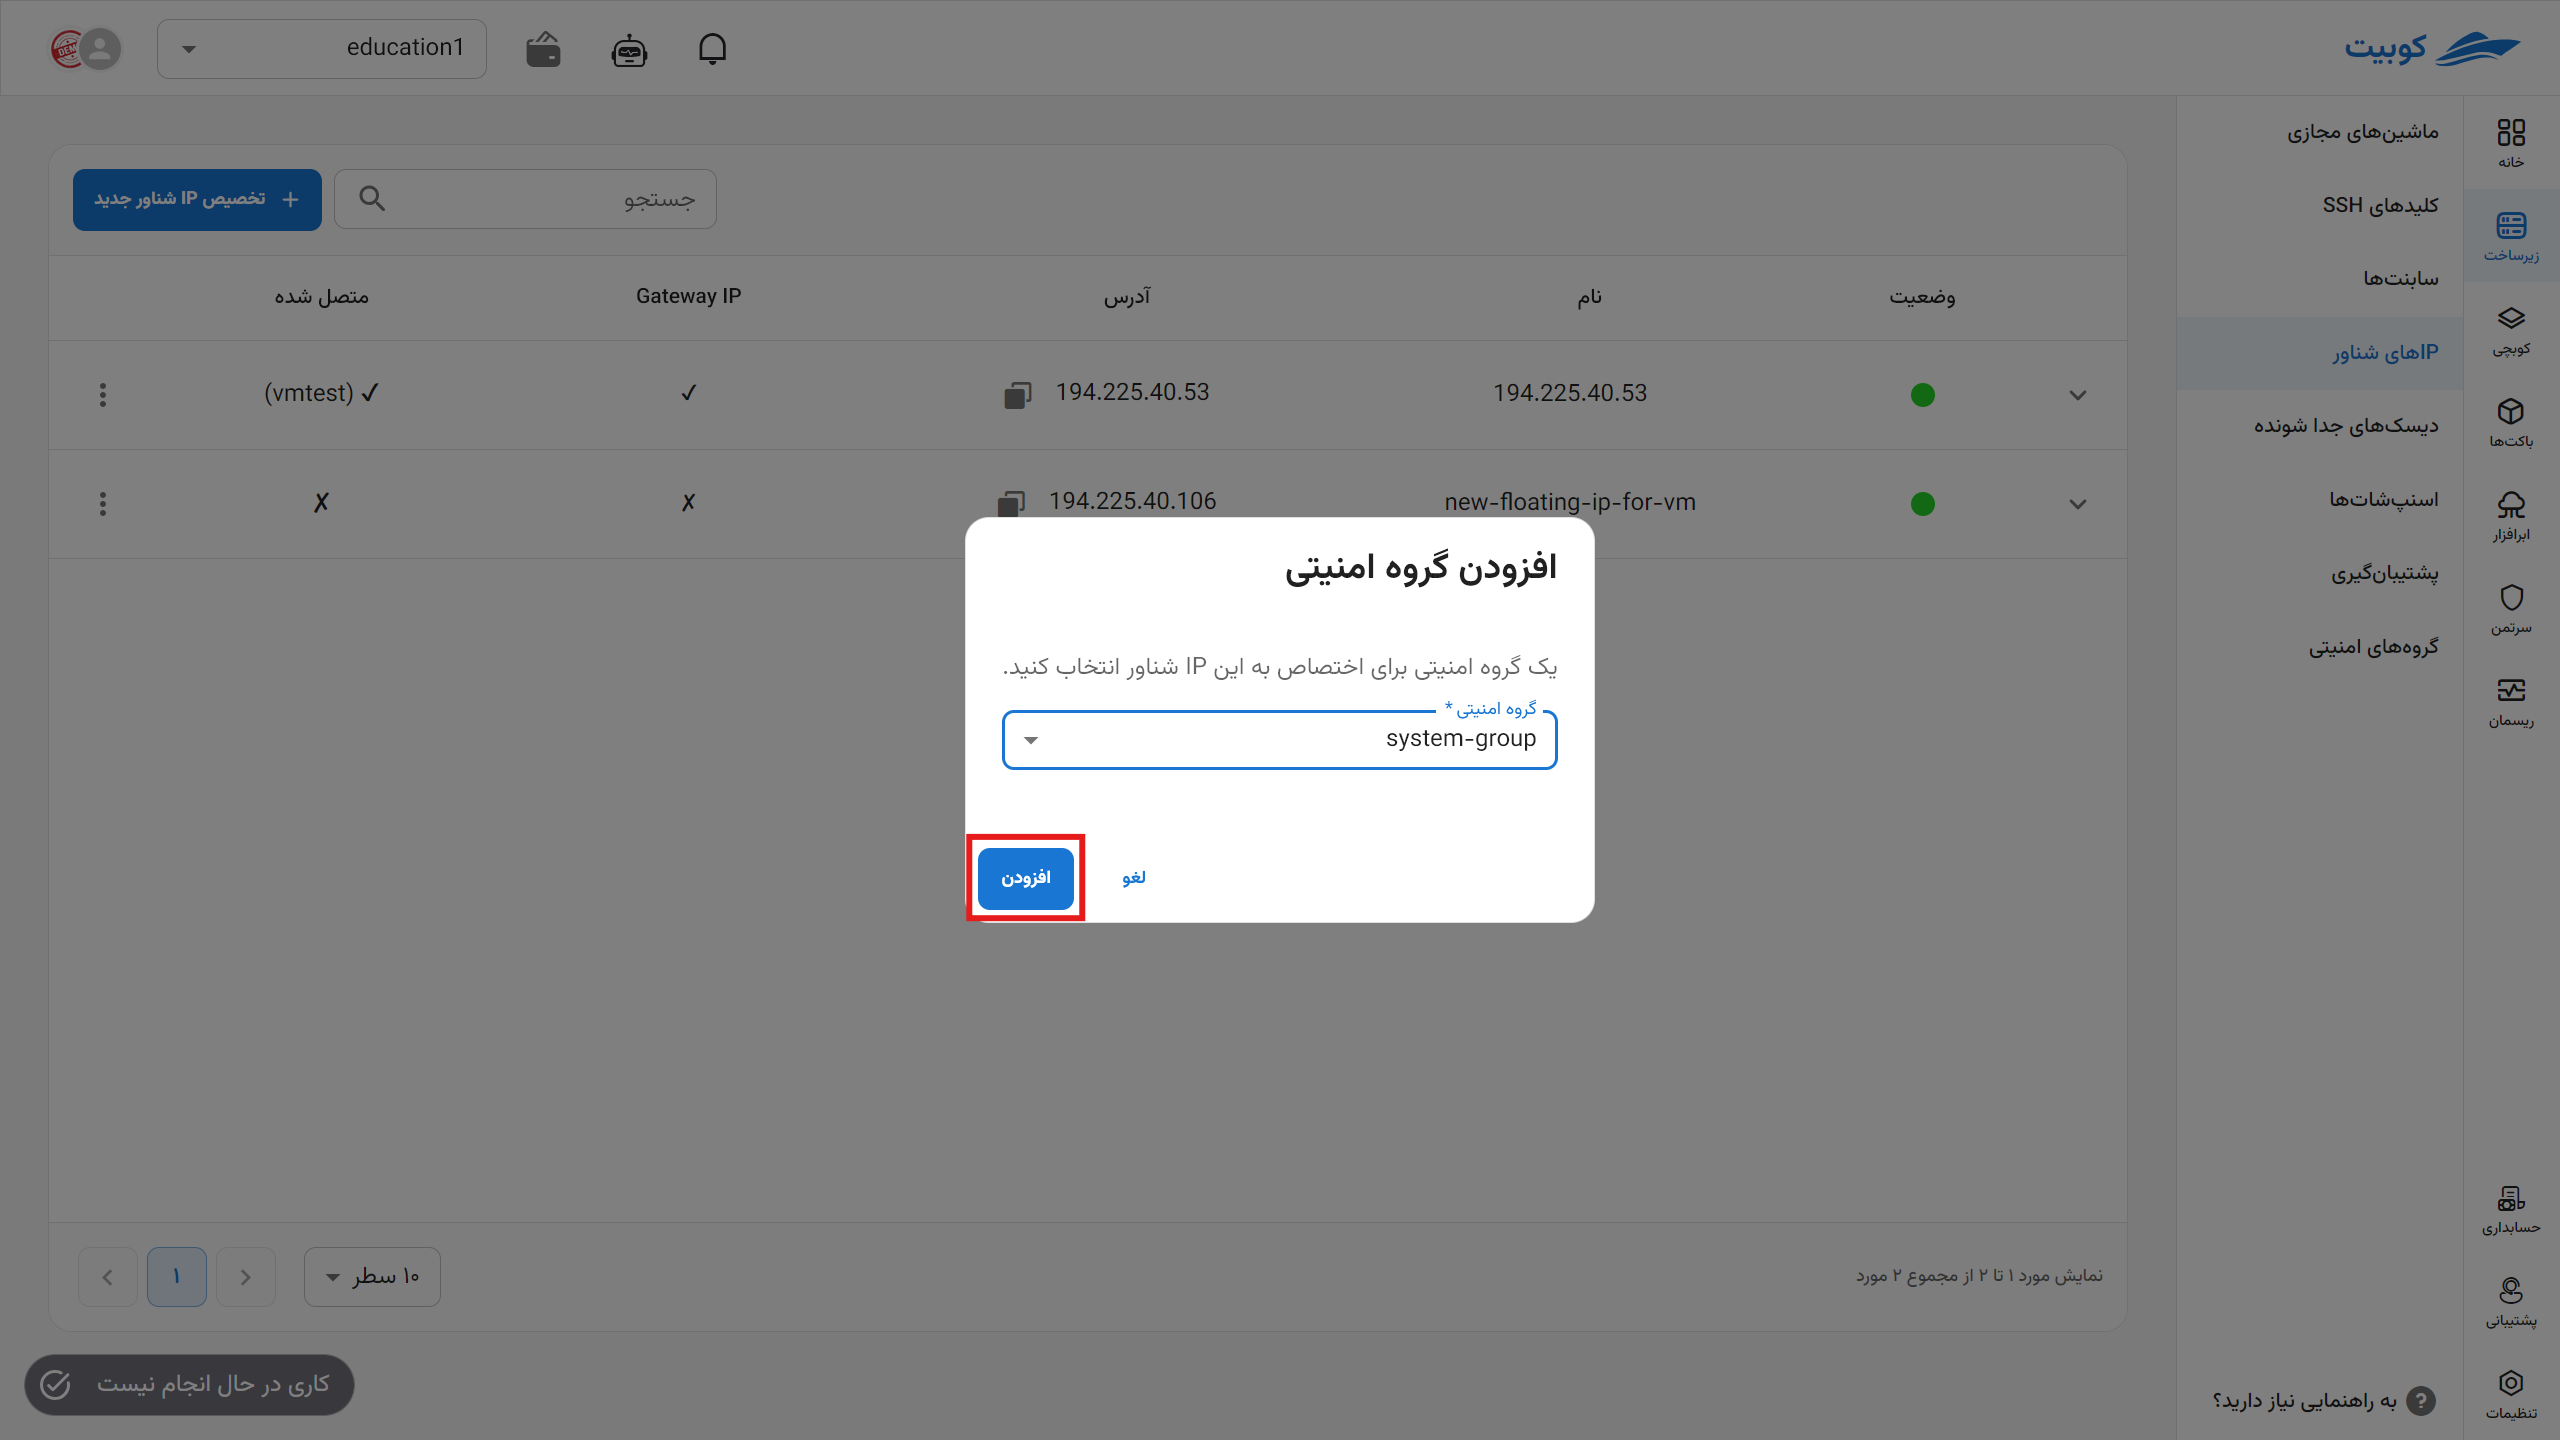 کوبیت
education1
خانه
زیرساخت
کوبچی
باکت‌ها
ابرافزار
سرتمن
ریسمان
حسابداری
پشتیبانی
تنظیمات
ماشین‌های مجازی
کلیدهای SSH
سابنت‌ها
IPهای شناور
دیسک‌های جدا شونده
اسنپ‌شات‌ها
پشتیبان‌گیری
گروه‌های امنیتی
به راهنمایی نیاز دارید؟
جستجو
+ تخصیص IP شناور جدید
وضعیت نام آدرس Gateway IP متصل شده
194.225.40.53 194.225.40.53 ✓ ✓ (vmtest)
new-floating-ip-for-vm 194.225.40.106 ✗ ✗
افزودن گروه امنیتی
یک گروه امنیتی برای اختصاص به این IP شناور انتخاب کنید.
گروه امنیتی *
system-group
لغو
افزودن
نمایش مورد ۱ تا ۲ از مجموع ۲ مورد
۱۰ سطر
۱
کاری در حال انجام نیست